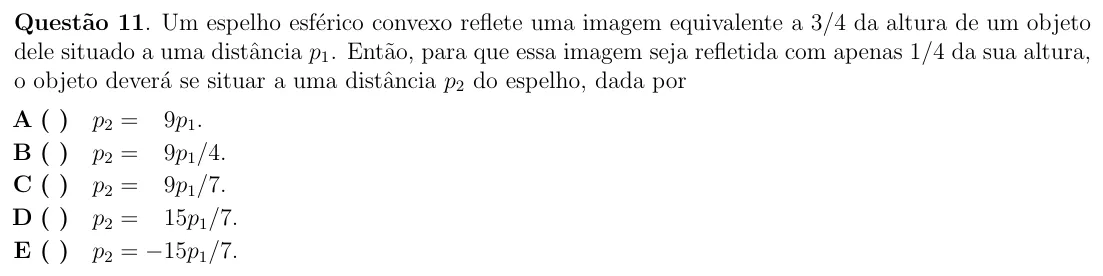 Questão 11. Um espelho esférico convexo reflete uma imagem equivalente a 3/4 da altura de um objeto
dele situado a uma distância p₁. Então, para que essa imagem seja refletida com apenas 1/4 da sua altura,
o objeto deverá se situar a uma distância p₂ do espelho, dada por
A ( ) p₂ = 9p₁.
B ( ) p₂ = 9p₁/4.
C ( ) p₂ = 9p₁/7.
D ( ) p₂ = 15p₁/7.
E ( ) p₂ = −15p₁/7.